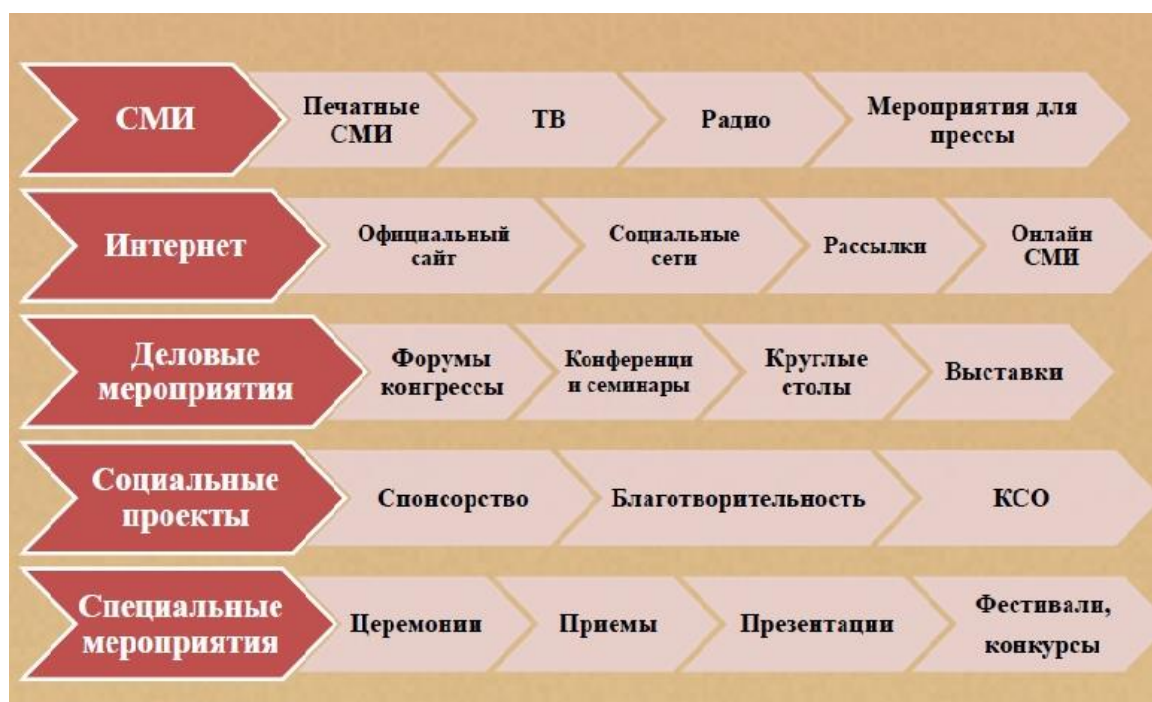 СМИ
Печатные
СМИ
ТВ
Радио
Мероприятия для
прессы
Интернет
Официальный
сайт
Социальные
сети
Рассылки
Онлайн
СМИ
Деловые
мероприятия
Форумы
конгрессы
Конференци
и семинары
Круглые
столы
Выставки
Социальные
проекты
Спонсорство
Благотворительность
КСО
Специальные
мероприятия
Церемонии
Приемы
Презентации
Фестивали,
конкурсы